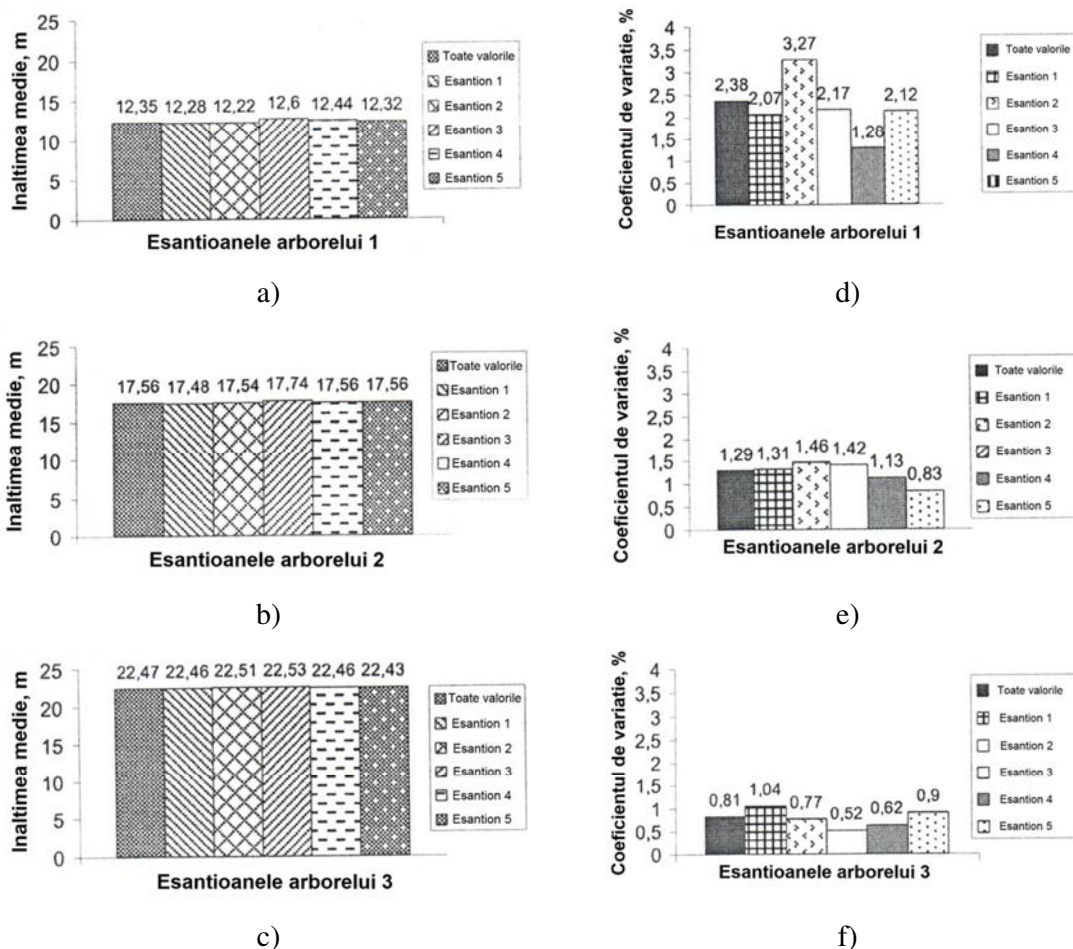 Inaltimea medie, m
25
20
15
10
5
0
12,35 12,28 12,22 12,6 12,44 12,32
Toate valorile
Esantion 1
Esantion 2
Esantion 3
Esantion 4
Esantion 5
Esantioanele arborelui 1
a)
Coeficientul de variatie, %
4
3,5
3
2,5
2
1,5
1
0,5
0
2,38 2,07 3,27 2,17 1,28 2,12
Toate valorile
Esantion 1
Esantion 2
Esantion 3
Esantion 4
Esantion 5
Esantioanele arborelui 1
d)
Inaltimea medie, m
25
20
15
10
5
0
17,56 17,48 17,54 17,74 17,56 17,56
Toate valorile
Esantion 1
Esantion 2
Esantion 3
Esantion 4
Esantion 5
Esantioanele arborelui 2
b)
Coeficientul de variatie, %
4
3,5
3
2,5
2
1,5
1
0,5
0
1,29 1,31 1,46 1,42 1,13 0,83
Toate valorile
Esantion 1
Esantion 2
Esantion 3
Esantion 4
Esantion 5
Esantioanele arborelui 2
e)
Inaltimea medie, m
25
20
15
10
5
0
22,47 22,46 22,51 22,53 22,46 22,43
Toate valorile
Esantion 1
Esantion 2
Esantion 3
Esantion 4
Esantion 5
Esantioanele arborelui 3
c)
Coeficientul de variatie, %
4
3,5
3
2,5
2
1,5
1
0,5
0
0,81 1,04 0,77 0,52 0,62 0,9
Toate valorile
Esantion 1
Esantion 2
Esantion 3
Esantion 4
Esantion 5
Esantioanele arborelui 3
f)